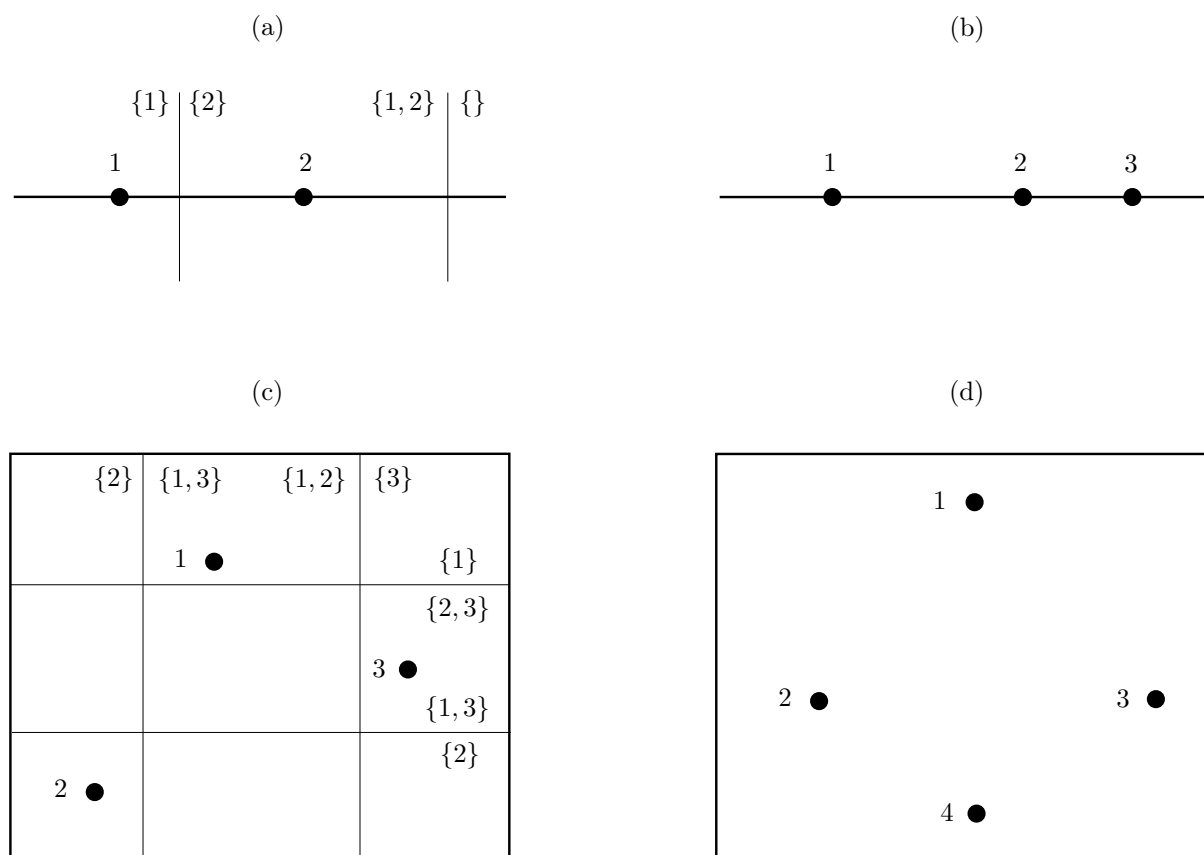 (a)
{1} {2} {1, 2} {}
1 2
(b)
1 2 3
(c)
{2} {1, 3} {1, 2} {3}
1
{1}
{2, 3}
3
{1, 3}
{2}
2
(d)
1
2 3
4